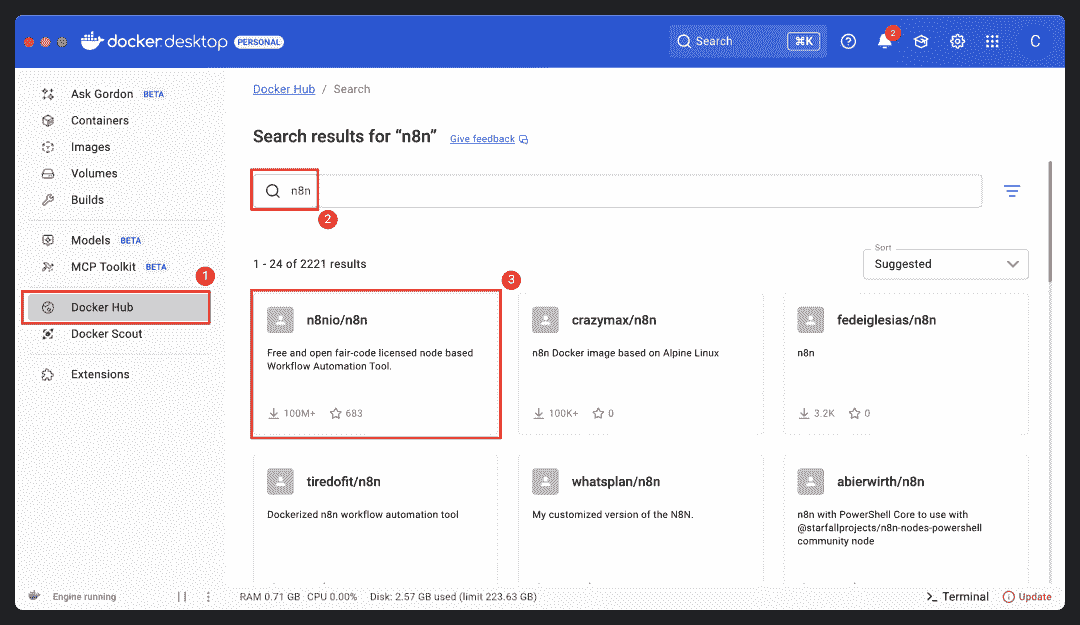 docker desktop PERSONAL
Search ⌘K
2
C
Ask Gordon BETA
Containers
Images
Volumes
Builds
Models BETA
MCP Toolkit BETA
1
Docker Hub
Docker Scout
Extensions
Docker Hub / Search
Search results for “n8n” Give feedback
n8n
2
1 - 24 of 2221 results
Sort
Suggested
3
n8nio/n8n
Free and open fair-code licensed node based
Workflow Automation Tool.
100M+ 683
crazymax/n8n
n8n Docker image based on Alpine Linux
100K+ 0
fedeiglesias/n8n
n8n
3.2K 0
tiredofit/n8n
Dockerized n8n workflow automation tool
whatsplan/n8n
My customized version of the N8N.
abierwirth/n8n
n8n with PowerShell Core to use with
@starfallprojects/n8n-nodes-powershell
community node
Engine running
RAM 0.71 GB CPU 0.00% Disk: 2.57 GB used (limit 223.63 GB)
>_ Terminal
Update